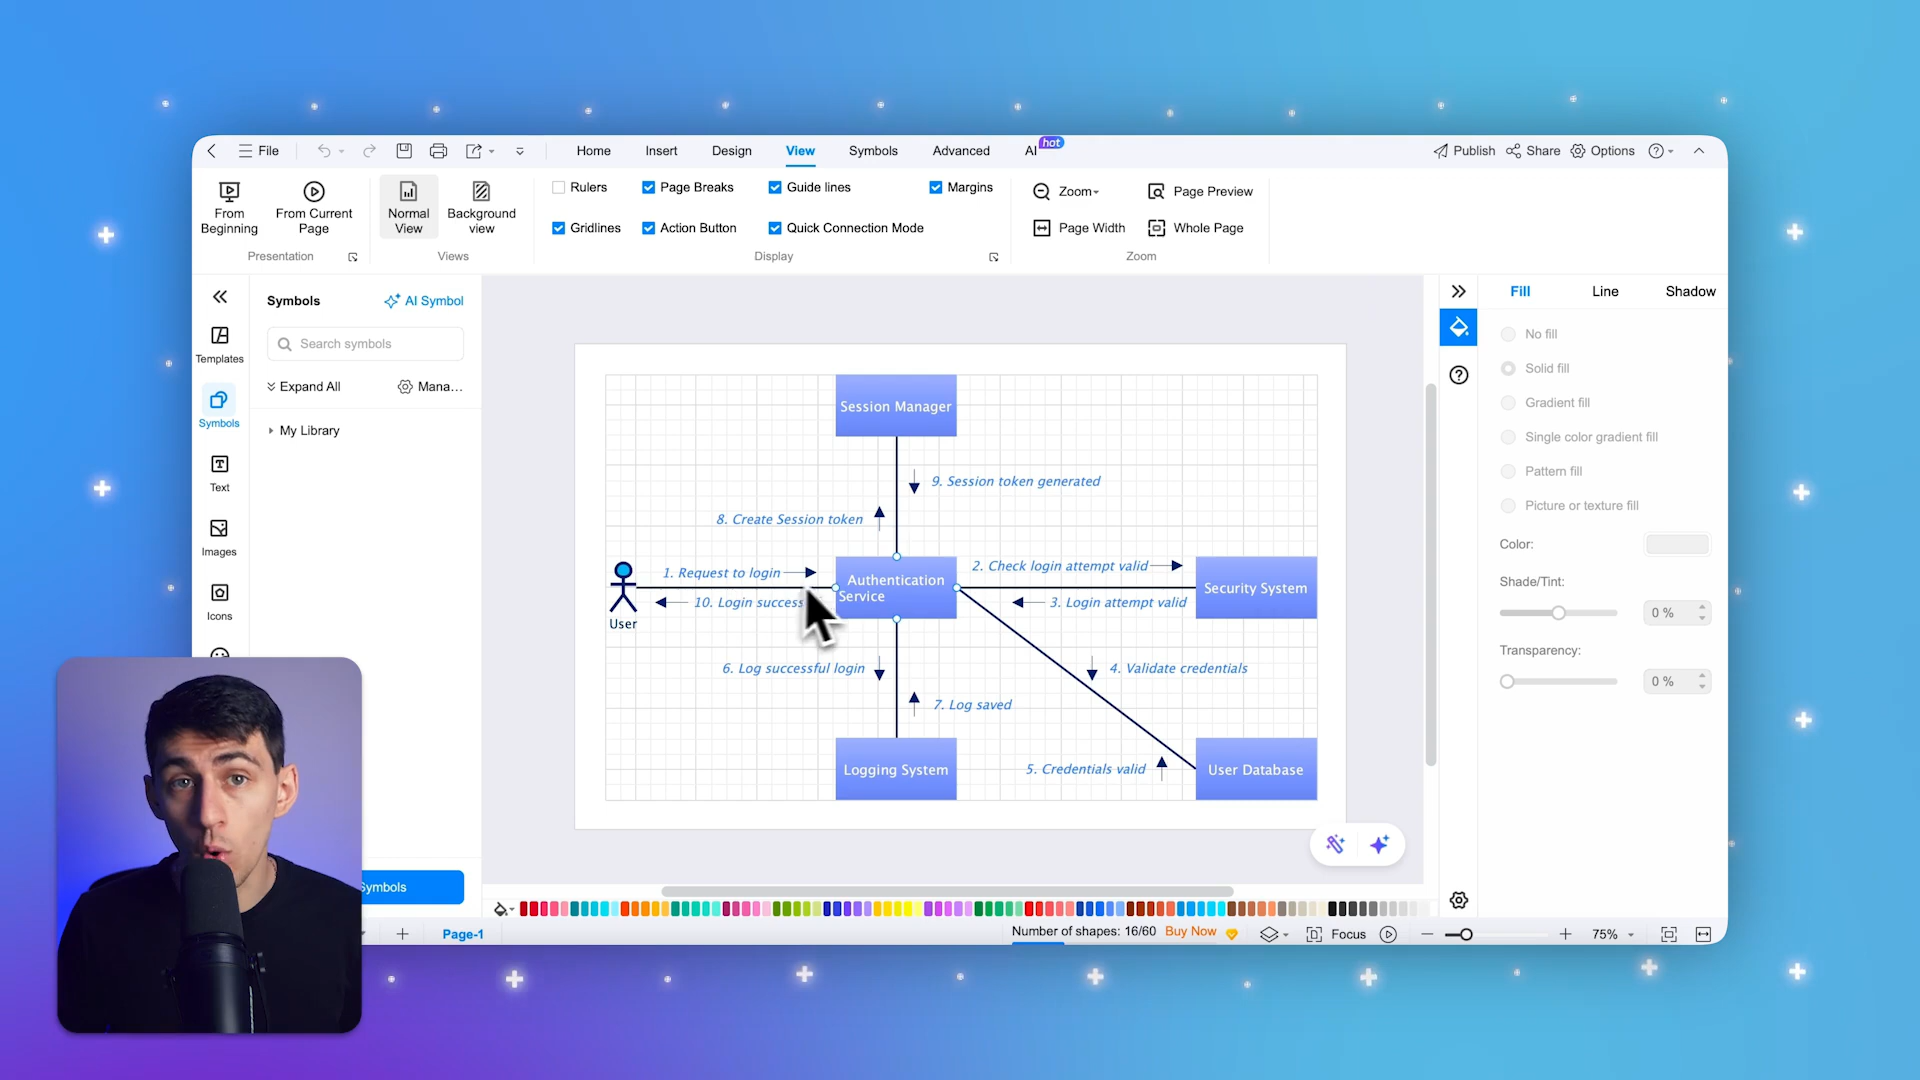 File
Home
Insert
Design
View
Symbols
Advanced
AI
hot
Publish
Share
Options
From
Beginning
From Current
Page
Presentation
Normal
View
Background
view
Views
Rulers
Page Breaks
Guide lines
Margins
Gridlines
Action Button
Quick Connection Mode
Display
Zoom
Page Preview
Page Width
Whole Page
Zoom
Templates
Symbols
Text
Images
Icons
Symbols
AI Symbol
Search symbols
Expand All
Mana...
My Library
Symbols
Session Manager
9. Session token generated
8. Create Session token
1. Request to login
10. Login success
User
Authentication
Service
2. Check login attempt valid
3. Login attempt valid
Security System
6. Log successful login
7. Log saved
4. Validate credentials
5. Credentials valid
Logging System
User Database
Fill
Line
Shadow
No fill
Solid fill
Gradient fill
Single color gradient fill
Pattern fill
Picture or texture fill
Color:
Shade/Tint:
0 %
Transparency:
0 %
Page-1
Number of shapes: 16/60
Buy Now
Focus
75%